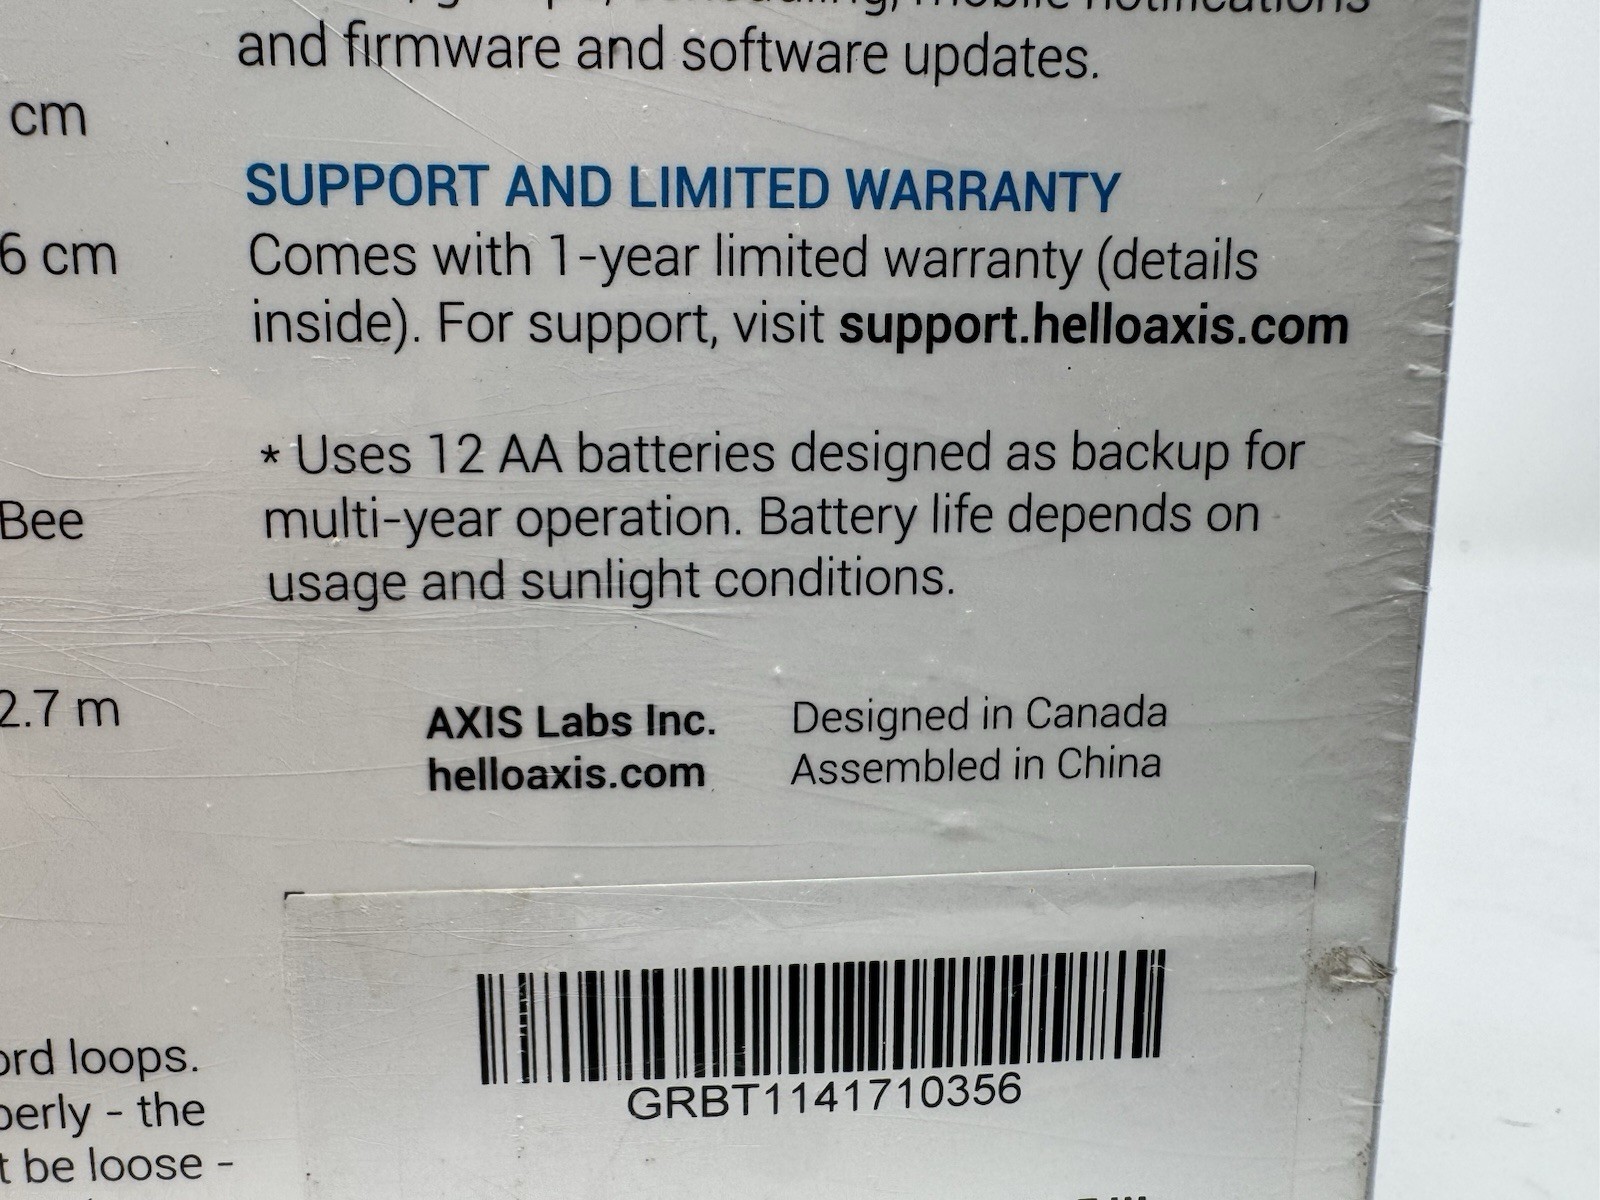 scheduling, mobile notifications
and firmware and software updates.
cm
SUPPORT AND LIMITED WARRANTY
6 cm
Comes with 1-year limited warranty (details
inside). For support, visit support.helloaxis.com
* Uses 12 AA batteries designed as backup for
Bee
multi-year operation. Battery life depends on
usage and sunlight conditions.
2.7 m
AXIS Labs Inc.
helloaxis.com
Designed in Canada
Assembled in China
GRBT1141710356
ord loops.
perly - the
t be loose -